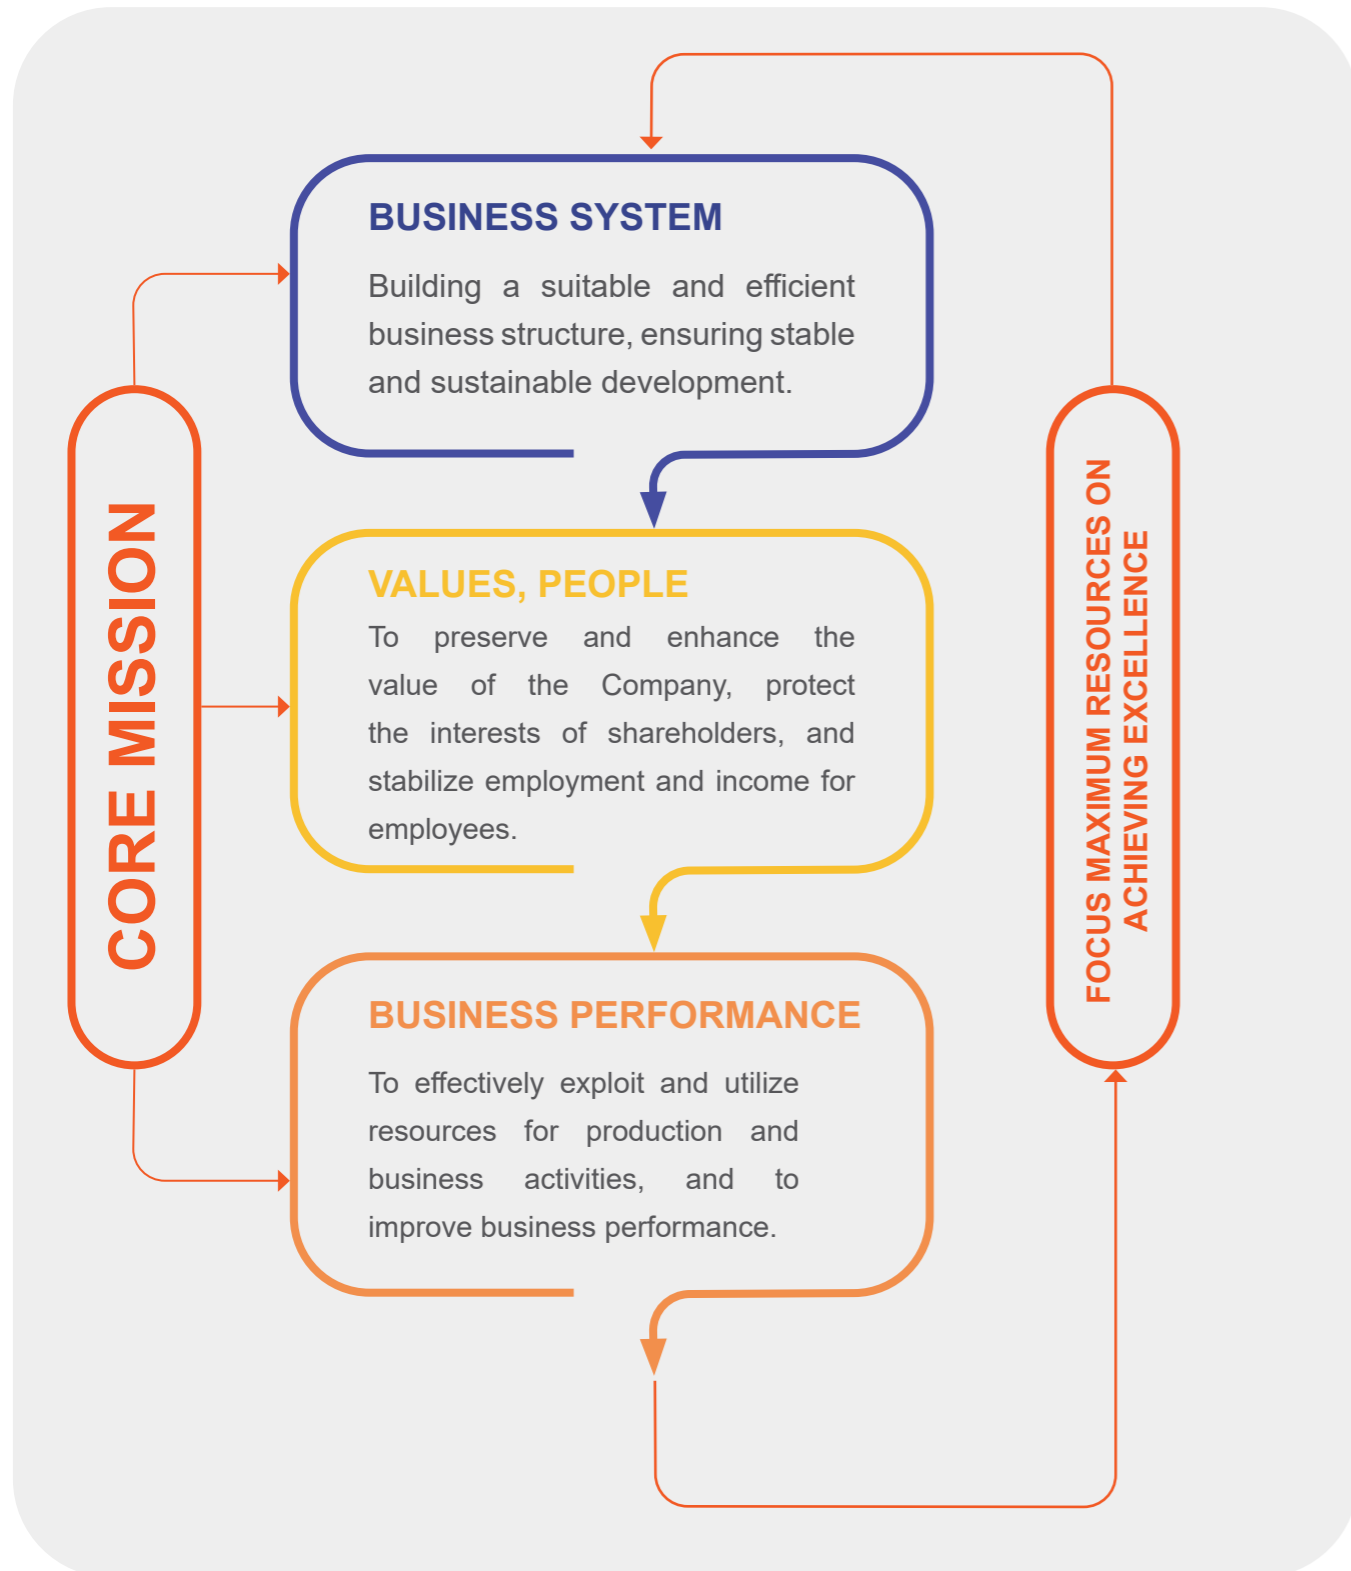 CORE MISSION
BUSINESS SYSTEM
Building a suitable and efficient
business structure, ensuring stable
and sustainable development.
VALUES, PEOPLE
To preserve and enhance the
value of the Company, protect
the interests of shareholders, and
stabilize employment and income for
employees.
BUSINESS PERFORMANCE
To effectively exploit and utilize
resources for production and
business activities, and to
improve business performance.
FOCUS MAXIMUM RESOURCES ON
ACHIEVING EXCELLENCE